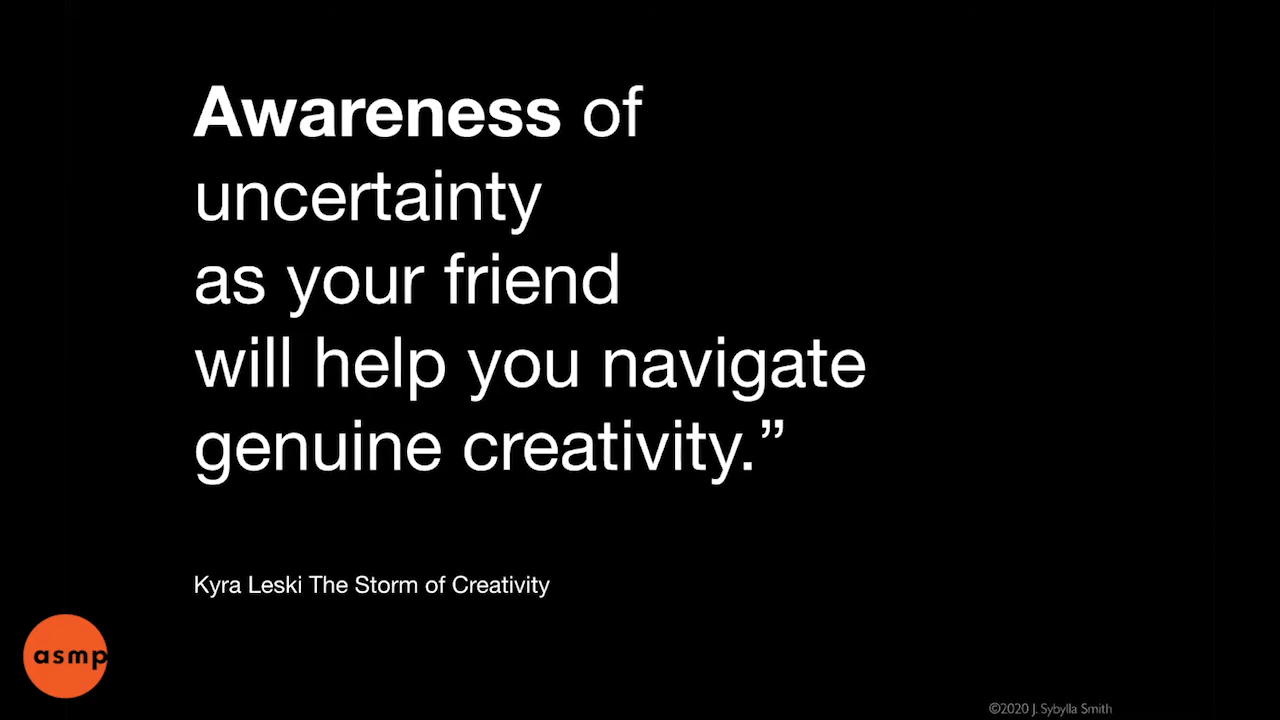 Awareness of
uncertainty
as your friend
will help you navigate
genuine creativity.”
Kyra Leski The Storm of Creativity
asmp
©2020 J. Sybylla Smith